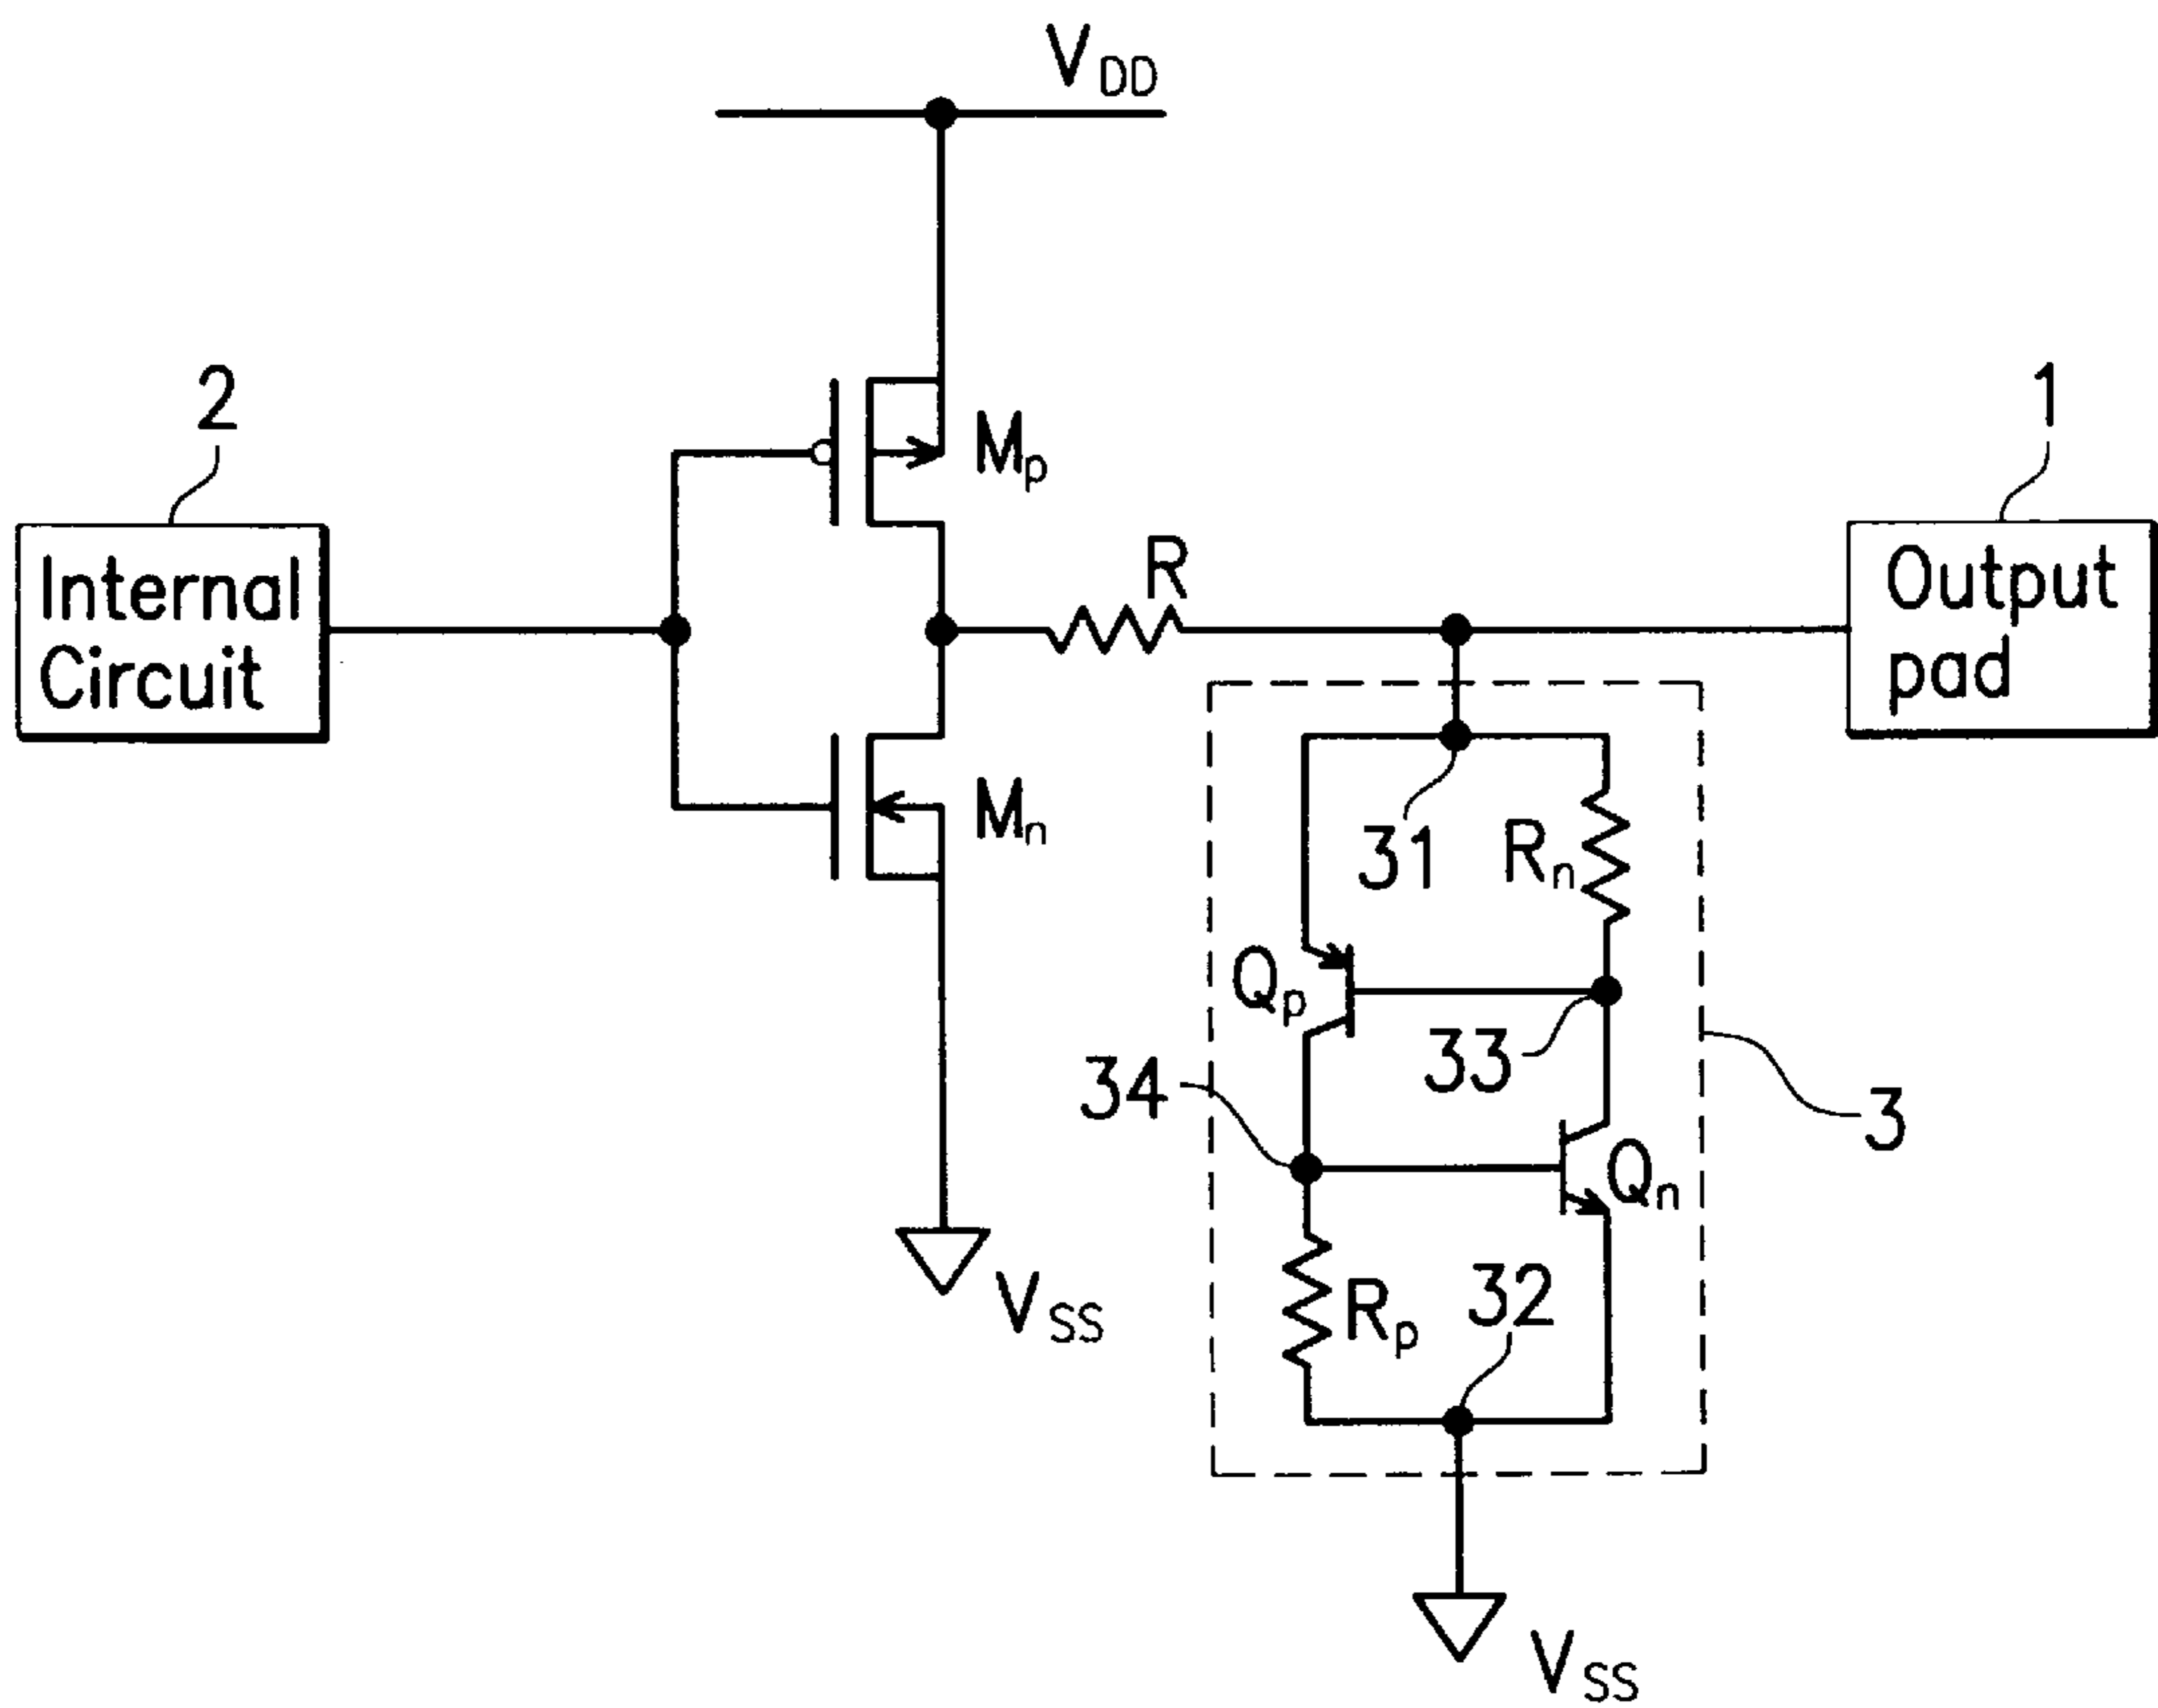 VDD
2
Mp
1
Internal
Circuit
R
Output
pad
Mn
31
Rn
Qp
33
34
3
Qn
32
Rp
VSS
VSS